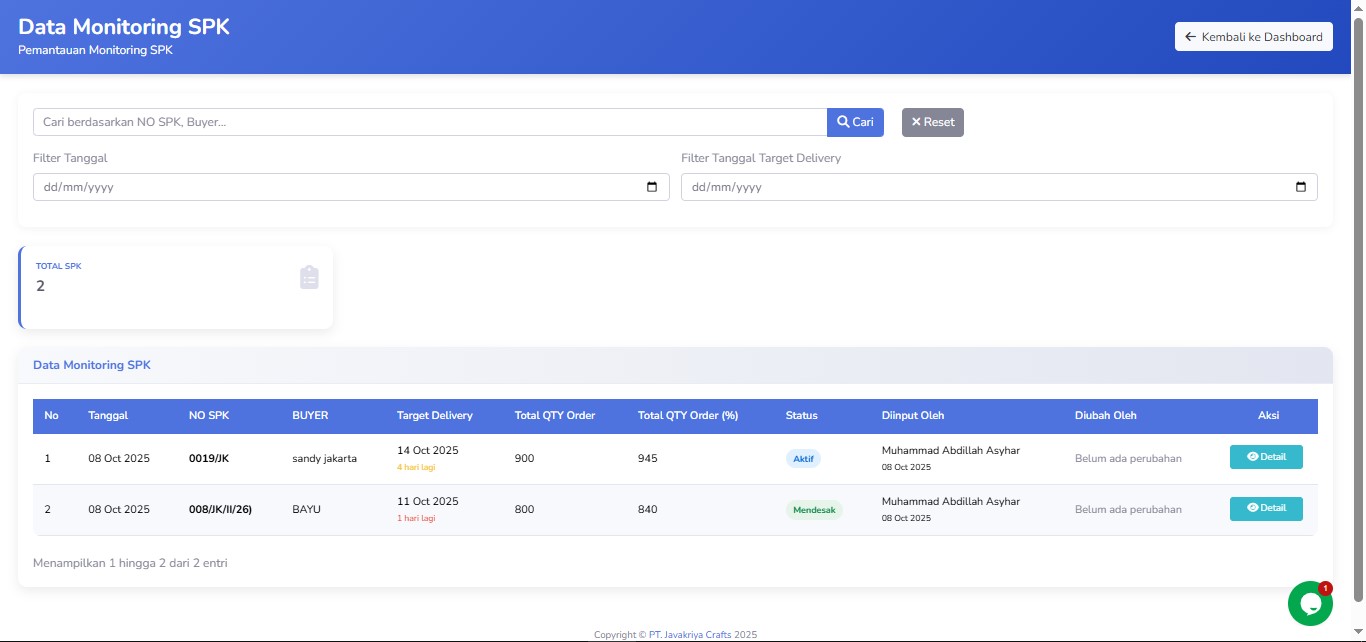 Data Monitoring SPK
Pemantauan Monitoring SPK
Kembali ke Dashboard
Cari berdasarkan NO SPK, Buyer...
Cari
Reset
Filter Tanggal
Filter Tanggal Target Delivery
dd/mm/yyyy
dd/mm/yyyy
TOTAL SPK
2
Data Monitoring SPK
No Tanggal NO SPK BUYER Target Delivery Total QTY Order Total QTY Order (%) Status Diinput Oleh Diubah Oleh Aksi
1 08 Oct 2025 0019/JK sandy jakarta 14 Oct 2025 900 945 Aktif Muhammad Abdillah Asyhar Belum ada perubahan Detail
4 hari lagi 08 Oct 2025
2 08 Oct 2025 008/JK/II/26) BAYU 11 Oct 2025 800 840 Mendesak Muhammad Abdillah Asyhar Belum ada perubahan Detail
1 hari lagi 08 Oct 2025
Menampilkan 1 hingga 2 dari 2 entri
1
Copyright © PT. Javakriya Crafts 2025